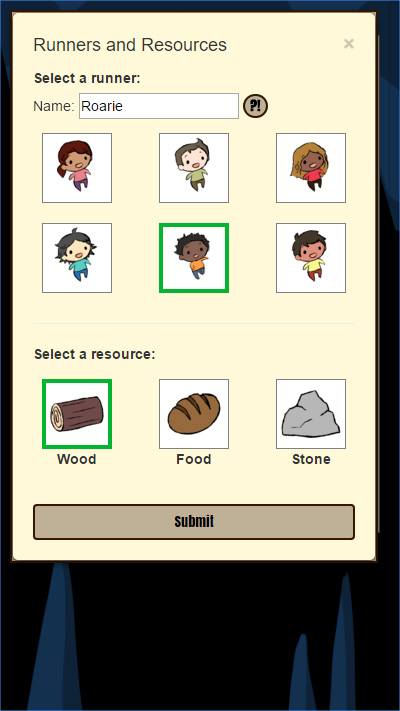 Runners and Resources ×
Select a runner:
Name: Roarie ?!
Select a resource:
Wood Food Stone
Submit